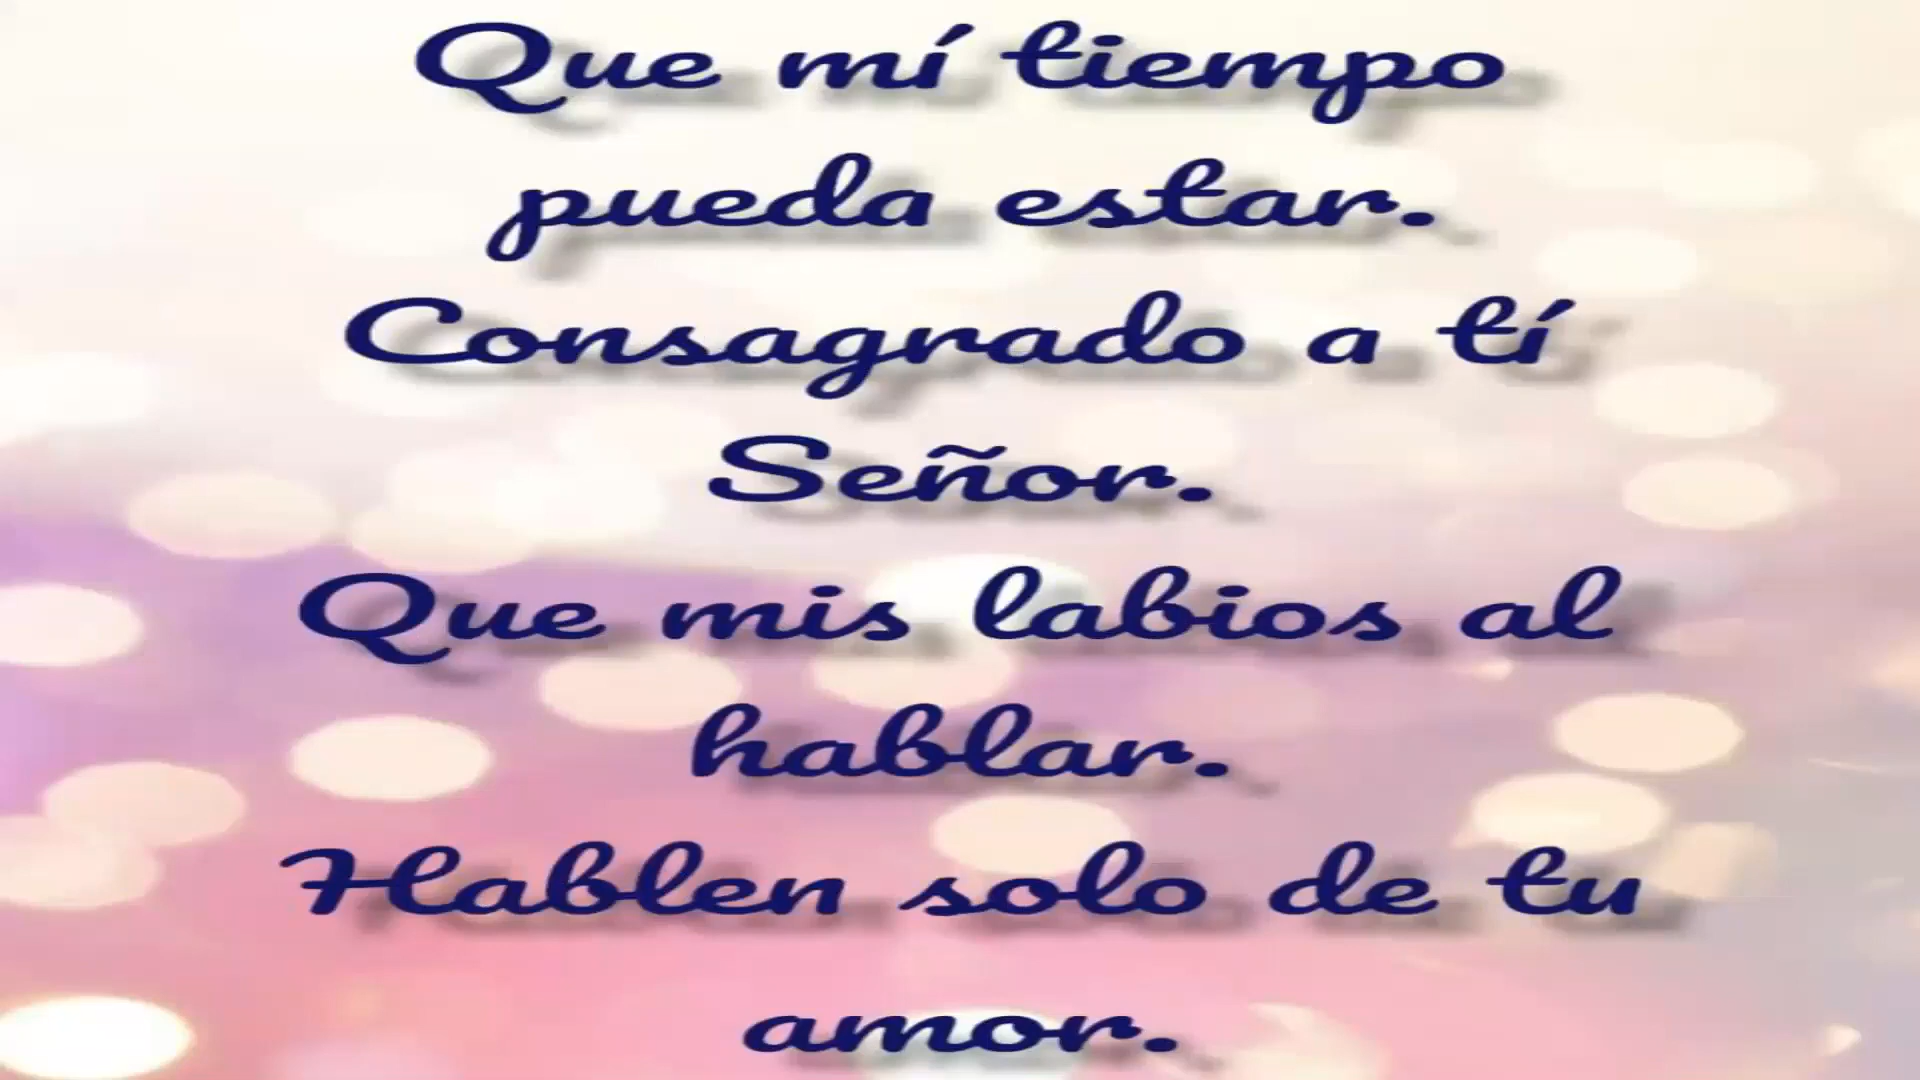 Que mí tiempo
pueda estar.
Consagrado a tí
Señor.
Que mis labios al
hablar.
Hablen solo de tu
amor.